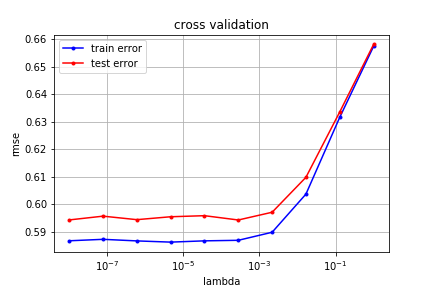 cross validation
train error
test error
0.66
0.65
0.64
0.63
0.62
0.61
0.60
0.59
rmse
10⁻⁷
10⁻⁵
10⁻³
10⁻¹
lambda